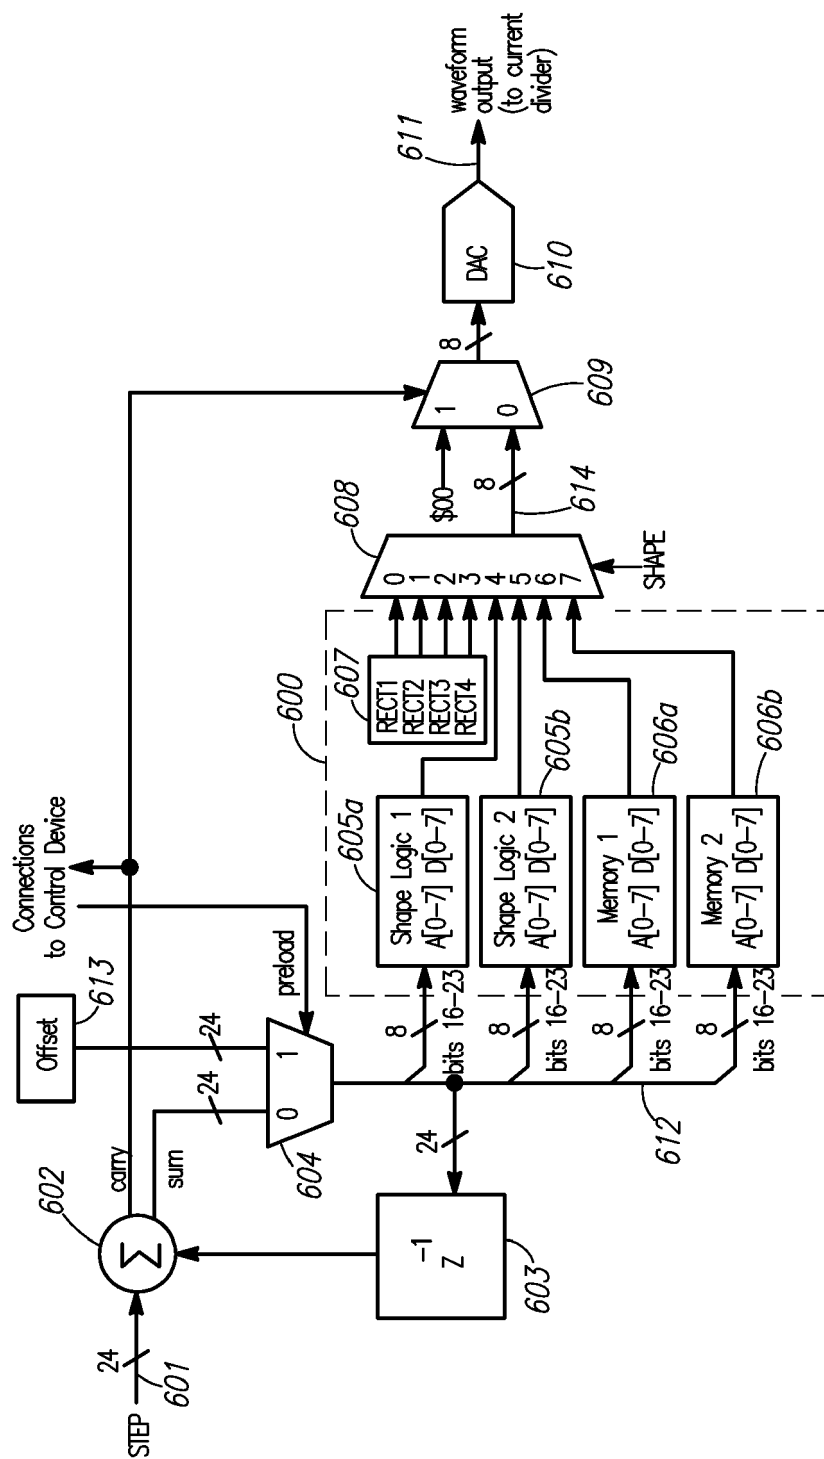 STEP
24
601
602
Σ
carry
sum
24
24
Offset
613
Connections
to Control Device
preload
0
1
604
Z
-1
603
24
612
8
bits 16-23
8
bits 16-23
8
bits 16-23
8
bits 16-23
600
Shape Logic 1
A[0-7] D[0-7]
605a
Shape Logic 2
A[0-7] D[0-7]
605b
Memory 1
A[0-7] D[0-7]
606a
Memory 2
A[0-7] D[0-7]
606b
607
RECT1
RECT2
RECT3
RECT4
608
0
1
2
3
4
5
6
7
SHAPE
8
614
$00
1
0
609
8
DAC
610
611
waveform
output
(to current
divider)